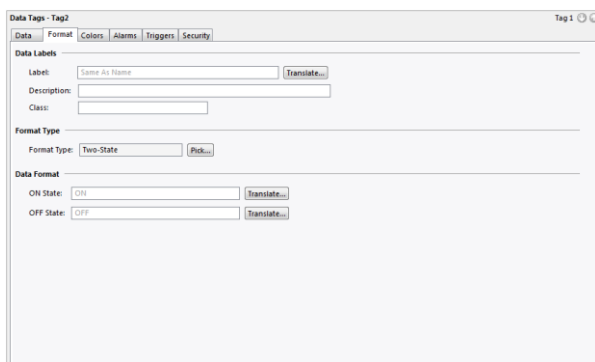 Data Tags - Tag2 Tag 1
Data Format Colors Alarms Triggers Security
Data Labels
Label: Same As Name Translate...
Description:
Class:
Format Type
Format Type: Two-State Pick...
Data Format
ON State: ON Translate...
OFF State: OFF Translate...